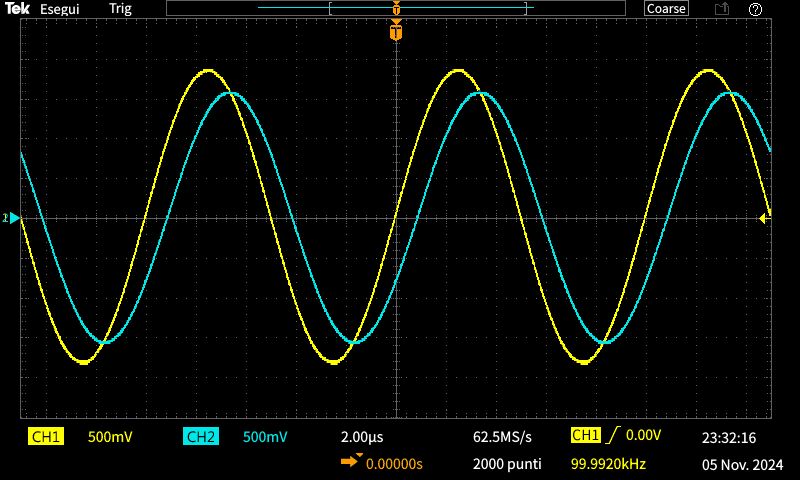 Tek Esegui Trig Coarse ?
T
T
2
CH1 500mV CH2 500mV 2.00µs 62.5MS/s CH1 0.00V 23:32:16
0.00000s 2000 punti 99.9920kHz 05 Nov. 2024